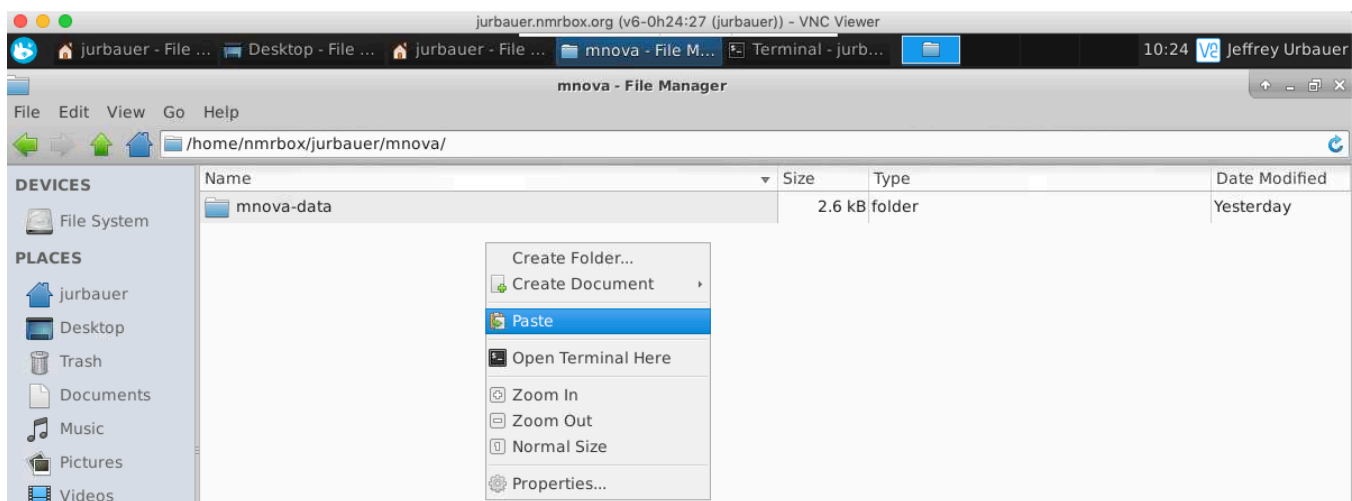 jurbauer.nmrbox.org (v6-0h24:27 (jurbauer)) - VNC Viewer
jurbauer - File ... Desktop - File ... jurbauer - File ... mnova - File M... Terminal - jurb... 10:24 V2 Jeffrey Urbauer
mnova - File Manager
File Edit View Go Help
/home/nmrbox/jurbauer/mnova/
DEVICES
File System
PLACES
jurbauer
Desktop
Trash
Documents
Music
Pictures
Videos
Name Size Type Date Modified
mnova-data 2.6 kB folder Yesterday
Create Folder...
Create Document
Paste
Open Terminal Here
Zoom In
Zoom Out
Normal Size
Properties...